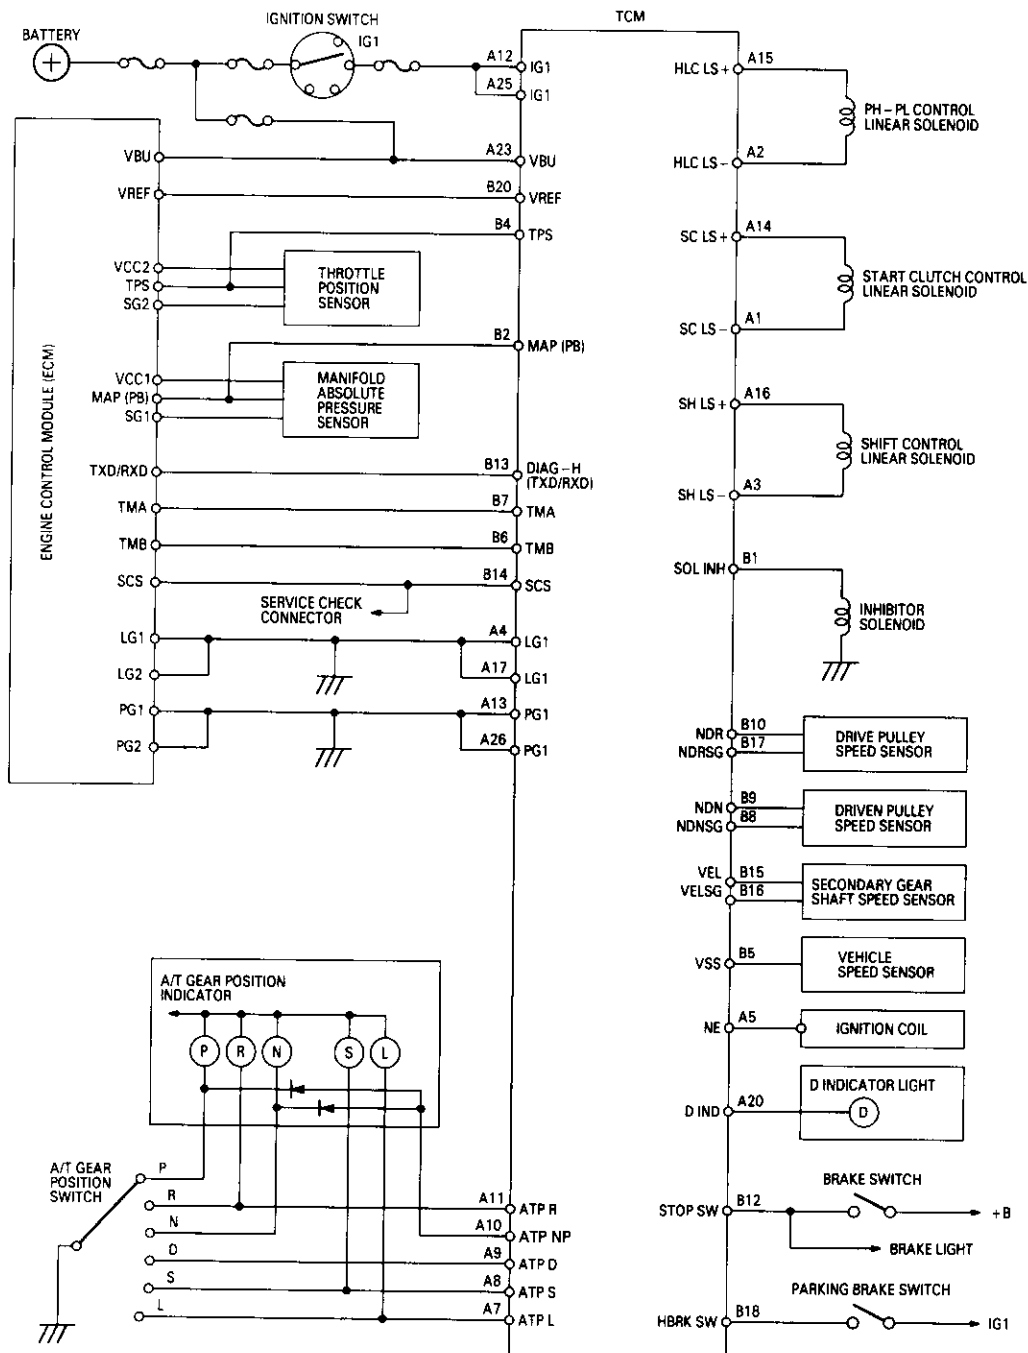 BATTERY
IGNITION SWITCH
IG1
TCM
A12
IG1
A25
IG1
A23
VBU
VBU
B20
VREF
VREF
B4
TPS
VCC2
TPS
SG2
THROTTLE
POSITION
SENSOR
B2
MAP (PB)
VCC1
MAP (PB)
SG1
MANIFOLD
ABSOLUTE
PRESSURE
SENSOR
ENGINE CONTROL MODULE (ECM)
TXD/RXD
B13
DIAG – H
(TXD/RXD)
TMA
B7
TMA
TMB
B6
TMB
SCS
B14
SCS
SERVICE CHECK
CONNECTOR
LG1
A4
LG1
LG2
A17
LG1
PG1
A13
PG1
PG2
A26
PG1
HLC LS +
A15
PH – PL CONTROL
LINEAR SOLENOID
HLC LS –
A2
SC LS +
A14
START CLUTCH CONTROL
LINEAR SOLENOID
SC LS –
A1
SH LS +
A16
SHIFT CONTROL
LINEAR SOLENOID
SH LS –
A3
SOL INH
B1
INHIBITOR
SOLENOID
NDR
B10
NDRSG
B17
DRIVE PULLEY
SPEED SENSOR
NDN
B9
NDNSG
B8
DRIVEN PULLEY
SPEED SENSOR
VEL
B15
VELSG
B16
SECONDARY GEAR
SHAFT SPEED SENSOR
VSS
B5
VEHICLE
SPEED SENSOR
NE
A5
IGNITION COIL
D IND
A20
D INDICATOR LIGHT
D
STOP SW
B12
BRAKE SWITCH
+B
BRAKE LIGHT
HBRK SW
B18
PARKING BRAKE SWITCH
IG1
A/T GEAR POSITION
INDICATOR
P
R
N
S
L
A/T GEAR
POSITION
SWITCH
P
R
A11
ATP R
N
A10
ATP NP
D
A9
ATP D
S
A8
ATP S
L
A7
ATP L